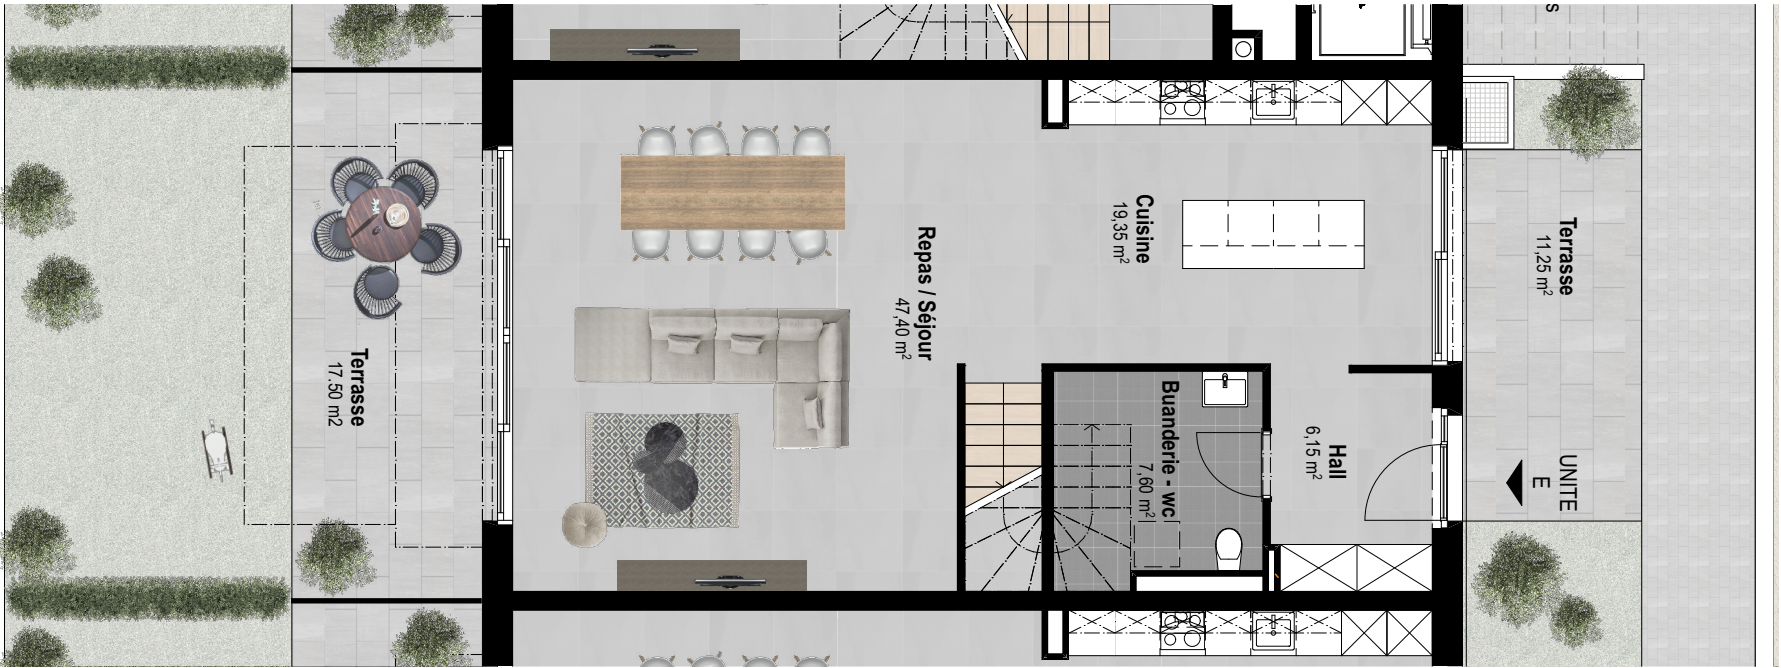 Repas / Séjour
47,40 m²
Cuisine
19,35 m²
Terrasse
11,25 m²
Terrasse
17.50 m2
Buanderie - wc
7,60 m²
Hall
6,15 m²
UNITE
E
s